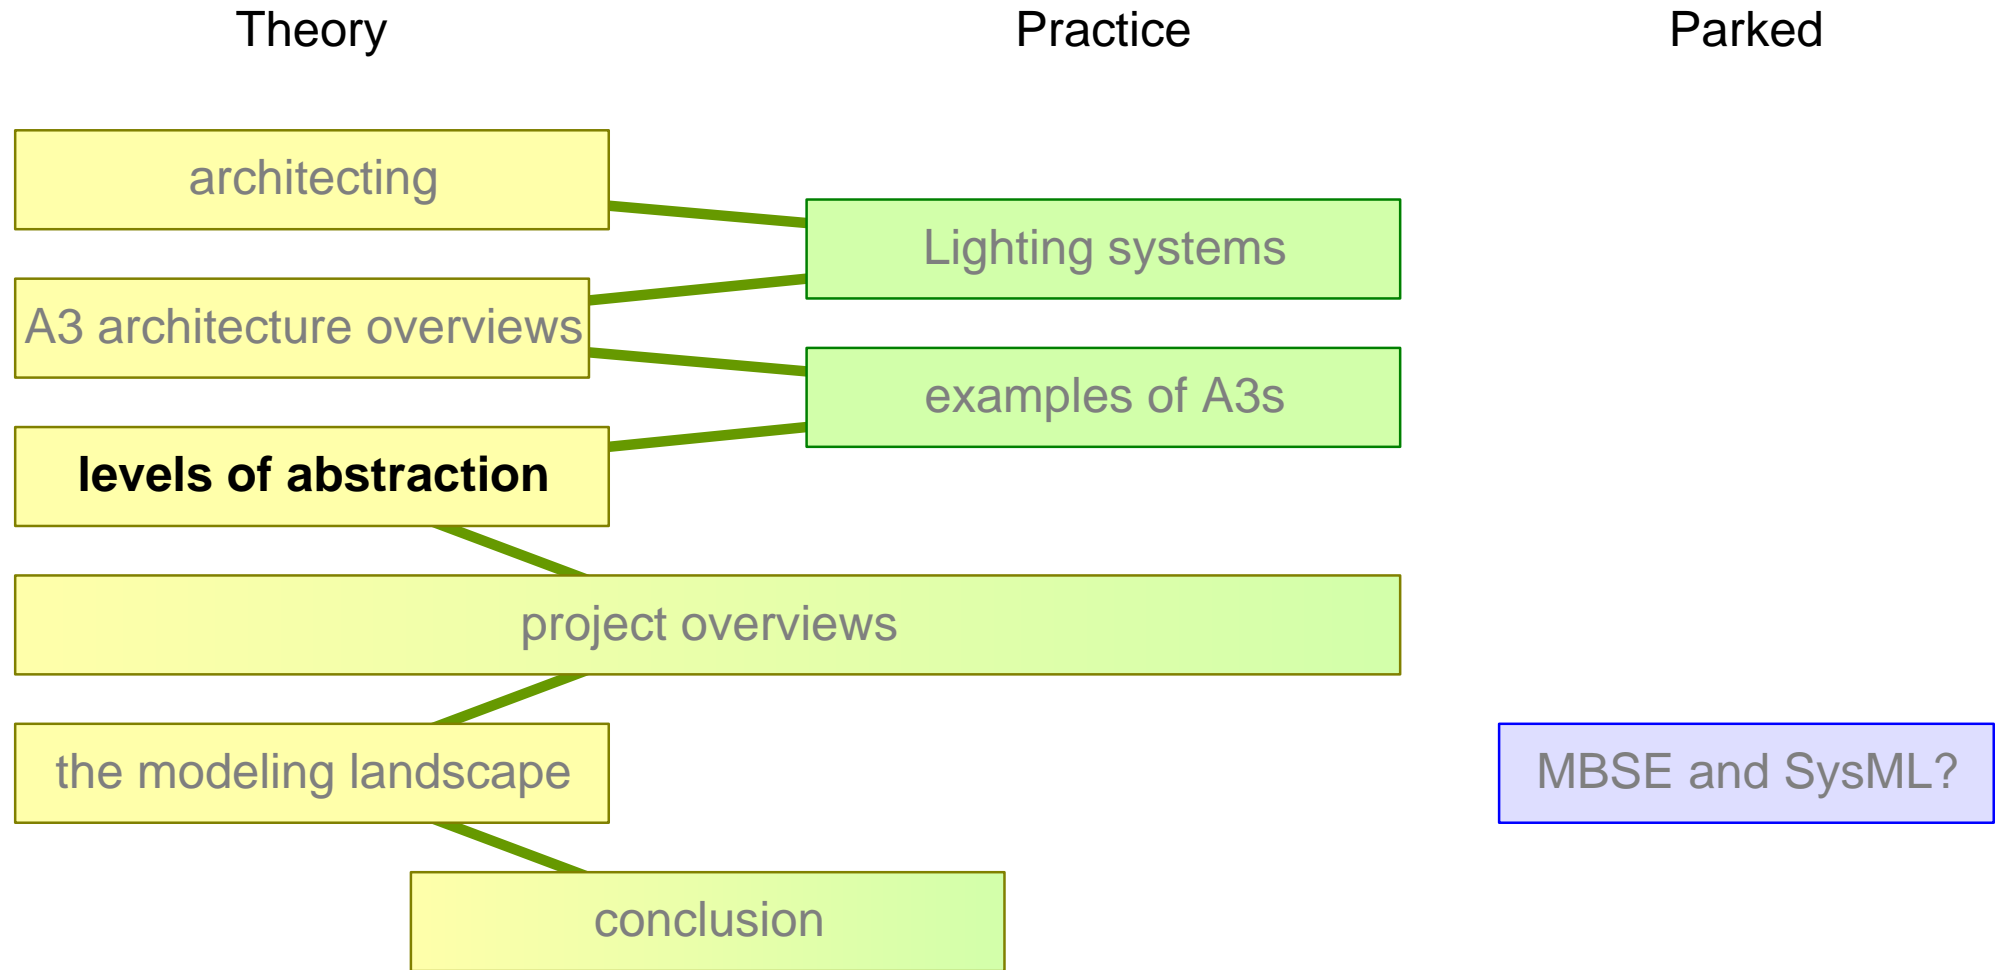 Theory
Practice
Parked
architecting
Lighting systems
A3 architecture overviews
examples of A3s
levels of abstraction
project overviews
the modeling landscape
MBSE and SysML?
conclusion